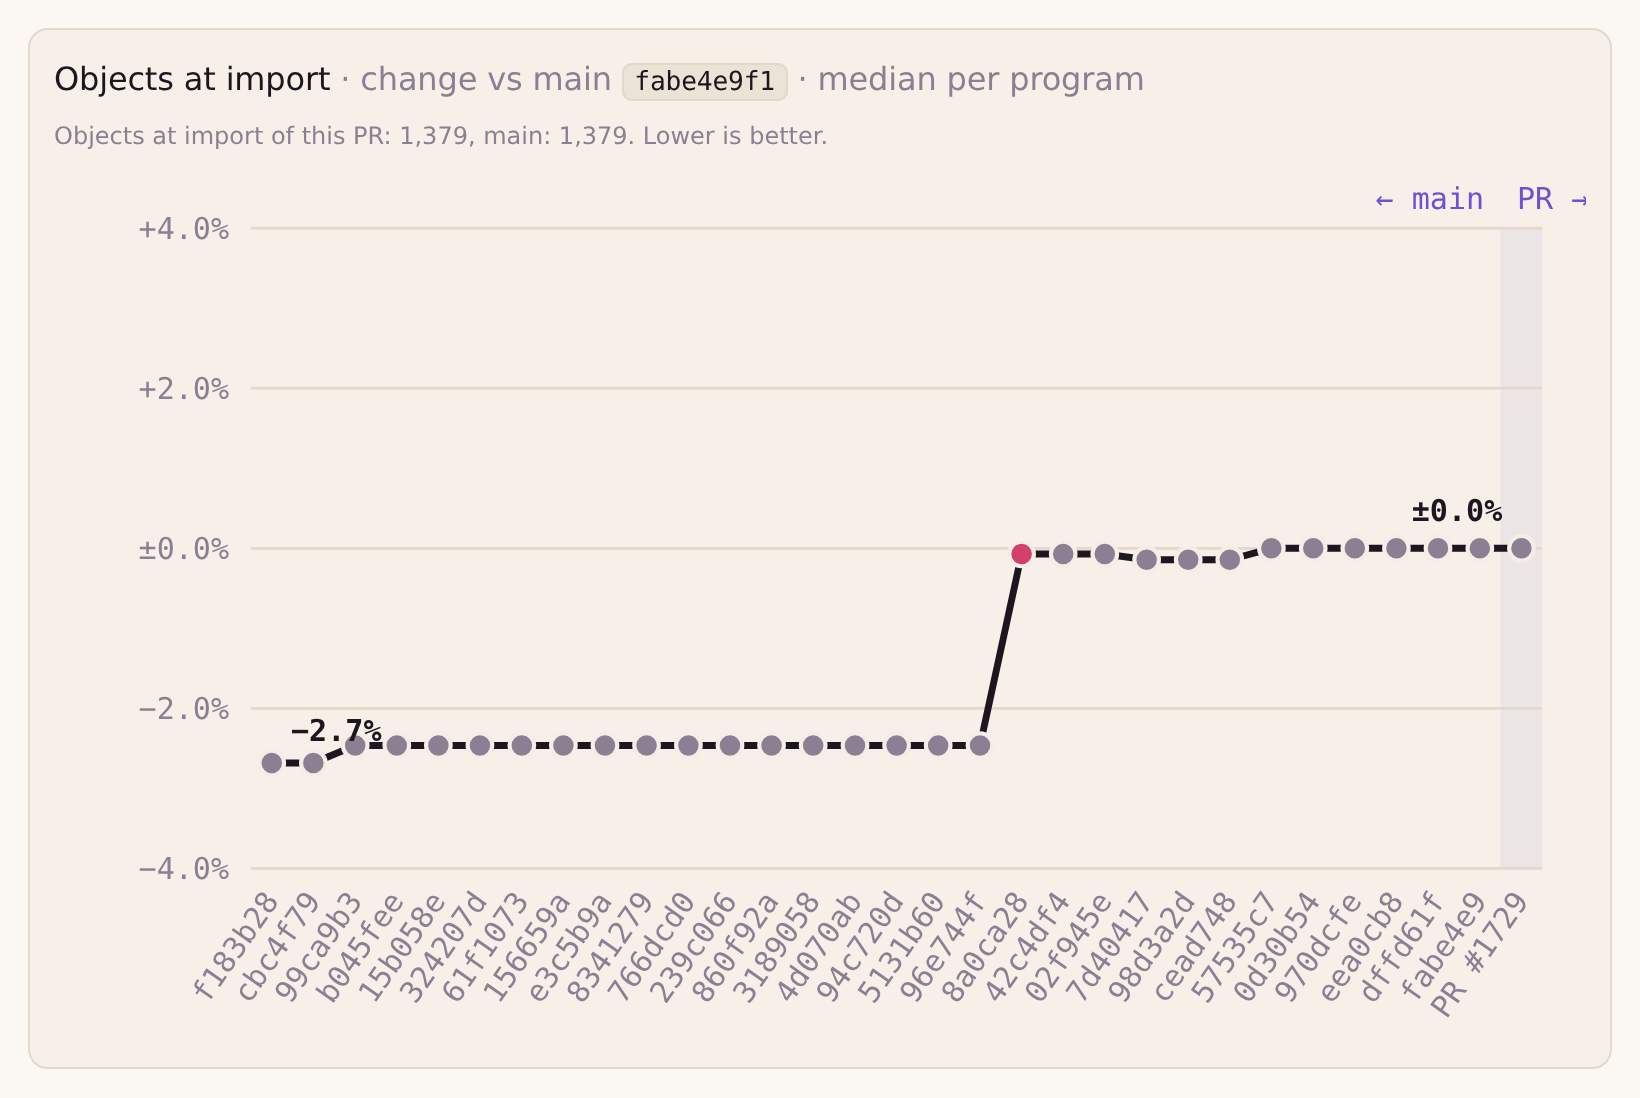 Objects at import · change vs main fabe4e9f1 · median per program
Objects at import of this PR: 1,379, main: 1,379. Lower is better.
← main PR →
+4.0%
+2.0%
±0.0%
−2.0%
−4.0%
−2.7%
±0.0%
f183b28
cbc4f79
99ca9b3
b045fee
15b058e
324207d
61f1073
156659a
e3c5b9a
8341279
766dcd0
239c066
860f92a
3189058
4d070ab
94c720d
5131b60
96e744f
8a0ca28
42c4df4
02f945e
7d40417
98d3a2d
cead748
57535c7
0d30b54
970dcfe
eea0cb8
dffd61f
fabe4e9
PR #1729